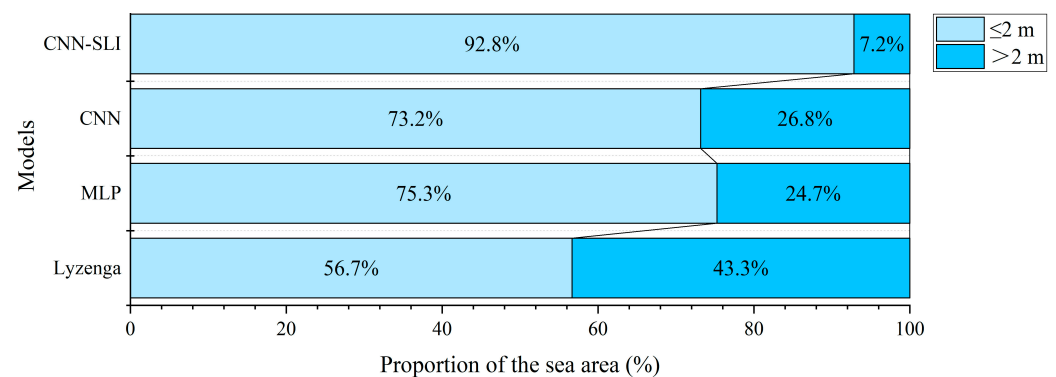 CNN-SLI
92.8%
7.2%
≤2 m
>2 m
CNN
73.2%
26.8%
MLP
75.3%
24.7%
Lyzenga
56.7%
43.3%
Models
0 20 40 60 80 100
Proportion of the sea area (%)